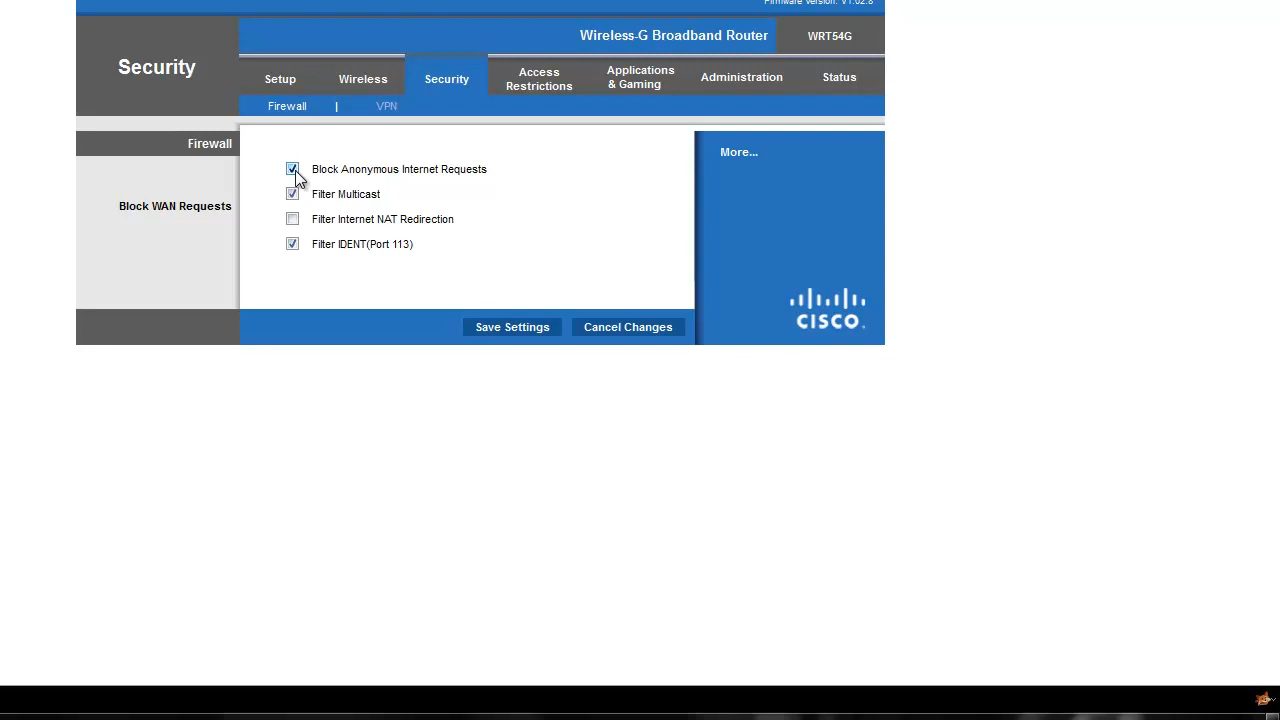 Firmware Version: V1.02.8
Wireless-G Broadband Router WRT54G
Security
Setup Wireless Security Access Restrictions Applications & Gaming Administration Status
Firewall | VPN
Firewall
More...
Block Anonymous Internet Requests
Filter Multicast
Block WAN Requests
Filter Internet NAT Redirection
Filter IDENT(Port 113)
CISCO.
Save Settings Cancel Changes